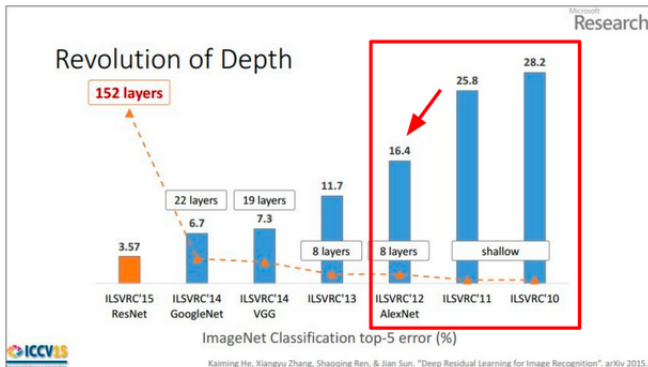 Microsoft
Research
Revolution of Depth
28.2
25.8
152 layers
16.4
11.7
22 layers
19 layers
6.7
7.3
3.57
8 layers
8 layers
shallow
ILSVRC'15
ResNet
ILSVRC'14
GoogleNet
ILSVRC'14
VGG
ILSVRC'13
ILSVRC'12
AlexNet
ILSVRC'11
ILSVRC'10
ImageNet Classification top-5 error (%)
ICCV15
Kaiming He, Xiangyu Zhang, Shaoqing Ren, & Jian Sun. "Deep Residual Learning for Image Recognition". arXiv 2015.